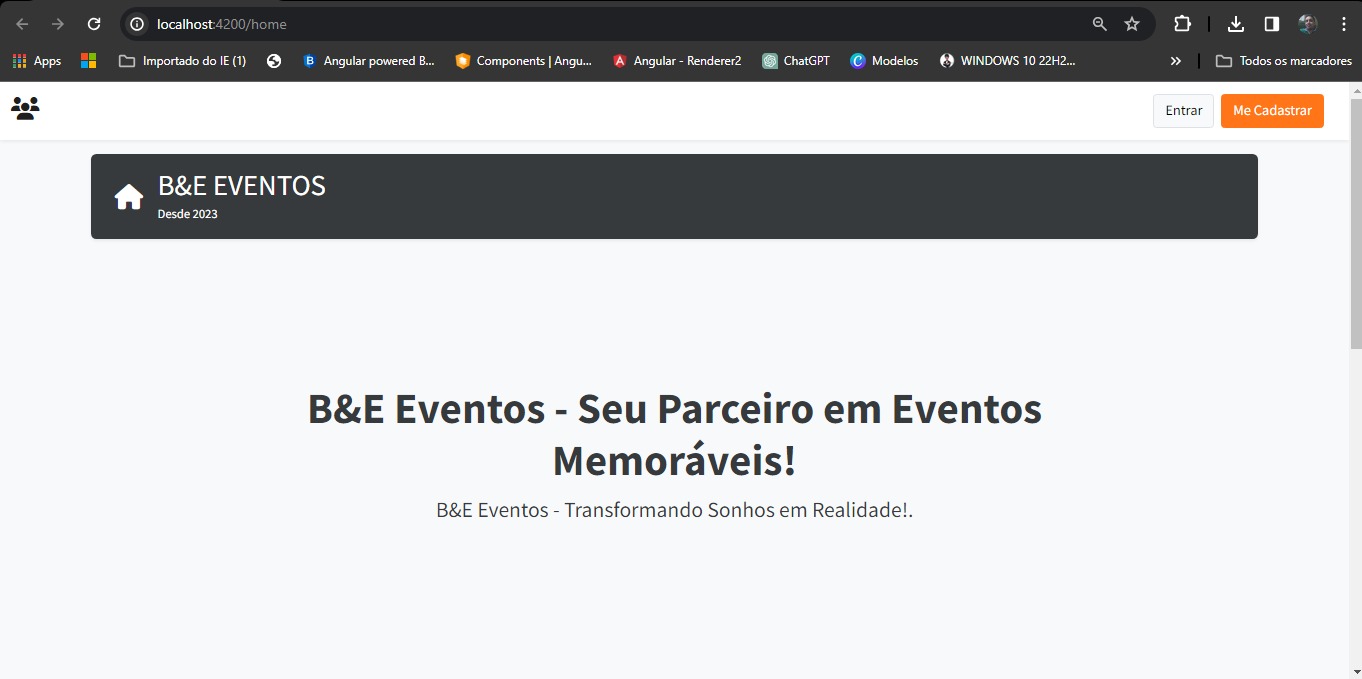 localhost:4200/home
Apps
Importado do IE (1)
Angular powered B...
Components | Angu...
Angular - Renderer2
ChatGPT
Modelos
WINDOWS 10 22H2...
»
Todos os marcadores
Entrar
Me Cadastrar
B&E EVENTOS
Desde 2023
B&E Eventos - Seu Parceiro em Eventos
Memoráveis!
B&E Eventos - Transformando Sonhos em Realidade!.